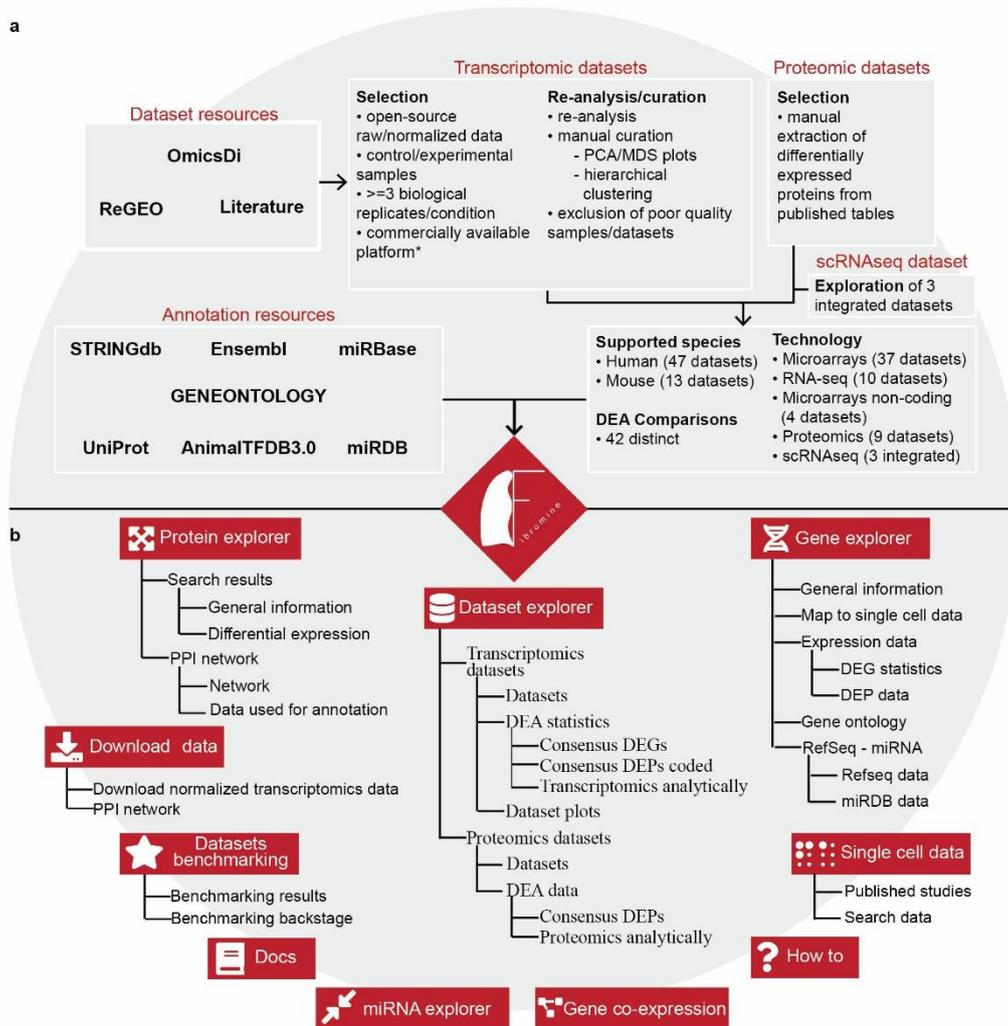 a
Transcriptomic datasets
Proteomic datasets
Dataset resources
OmicsDi
ReGEO
Literature
Selection
• open-source
raw/normalized data
• control/experimental
samples
• >=3 biological
replicates/condition
• commercially available
platform*
Re-analysis/curation
• re-analysis
• manual curation
- PCA/MDS plots
- hierarchical
clustering
• exclusion of poor quality
samples/datasets
Selection
• manual
extraction of
differentially
expressed
proteins from
published tables
scRNAseq dataset
Exploration of 3
integrated datasets
Annotation resources
STRINGdb
Ensembl
miRBase
GENEONTOLOGY
UniProt
AnimalTFDB3.0
miRDB
Supported species
• Human (47 datasets)
• Mouse (13 datasets)
DEA Comparisons
• 42 distinct
Technology
• Microarrays (37 datasets)
• RNA-seq (10 datasets)
• Microarrays non-coding
(4 datasets)
• Proteomics (9 datasets)
• scRNAseq (3 integrated)
Fibromine
b
Protein explorer
Search results
General information
Differential expression
PPI network
Network
Data used for annotation
Download data
Download normalized transcriptomics data
PPI network
Datasets
benchmarking
Benchmarking results
Benchmarking backstage
Docs
Dataset explorer
Transcriptomics
datasets
Datasets
DEA statistics
Consensus DEGs
Consensus DEPs coded
Transcriptomics analytically
Dataset plots
Proteomics datasets
Datasets
DEA data
Consensus DEPs
Proteomics analytically
Gene explorer
General information
Map to single cell data
Expression data
DEG statistics
DEP data
Gene ontology
RefSeq - miRNA
Refseq data
miRDB data
Single cell data
Published studies
Search data
? How to
miRNA explorer
Gene co-expression